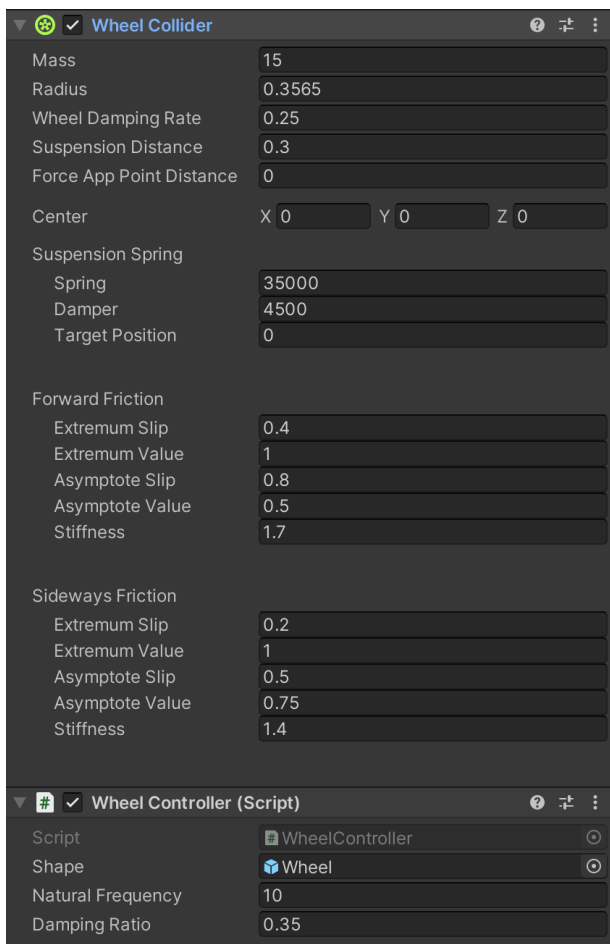 Wheel Collider
Mass 15
Radius 0.3565
Wheel Damping Rate 0.25
Suspension Distance 0.3
Force App Point Distance 0
Center X 0 Y 0 Z 0
Suspension Spring
Spring 35000
Damper 4500
Target Position 0
Forward Friction
Extremum Slip 0.4
Extremum Value 1
Asymptote Slip 0.8
Asymptote Value 0.5
Stiffness 1.7
Sideways Friction
Extremum Slip 0.2
Extremum Value 1
Asymptote Slip 0.5
Asymptote Value 0.75
Stiffness 1.4
# Wheel Controller (Script)
Script # WheelController
Shape Wheel
Natural Frequency 10
Damping Ratio 0.35